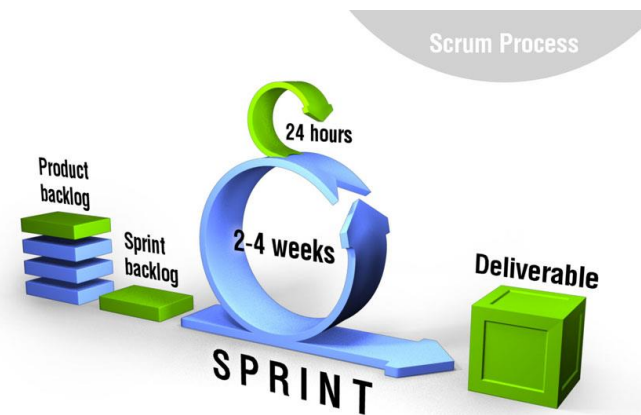 Scrum Process
24 hours
Product
backlog
2-4 weeks
Sprint
backlog
Deliverable
SPRINT